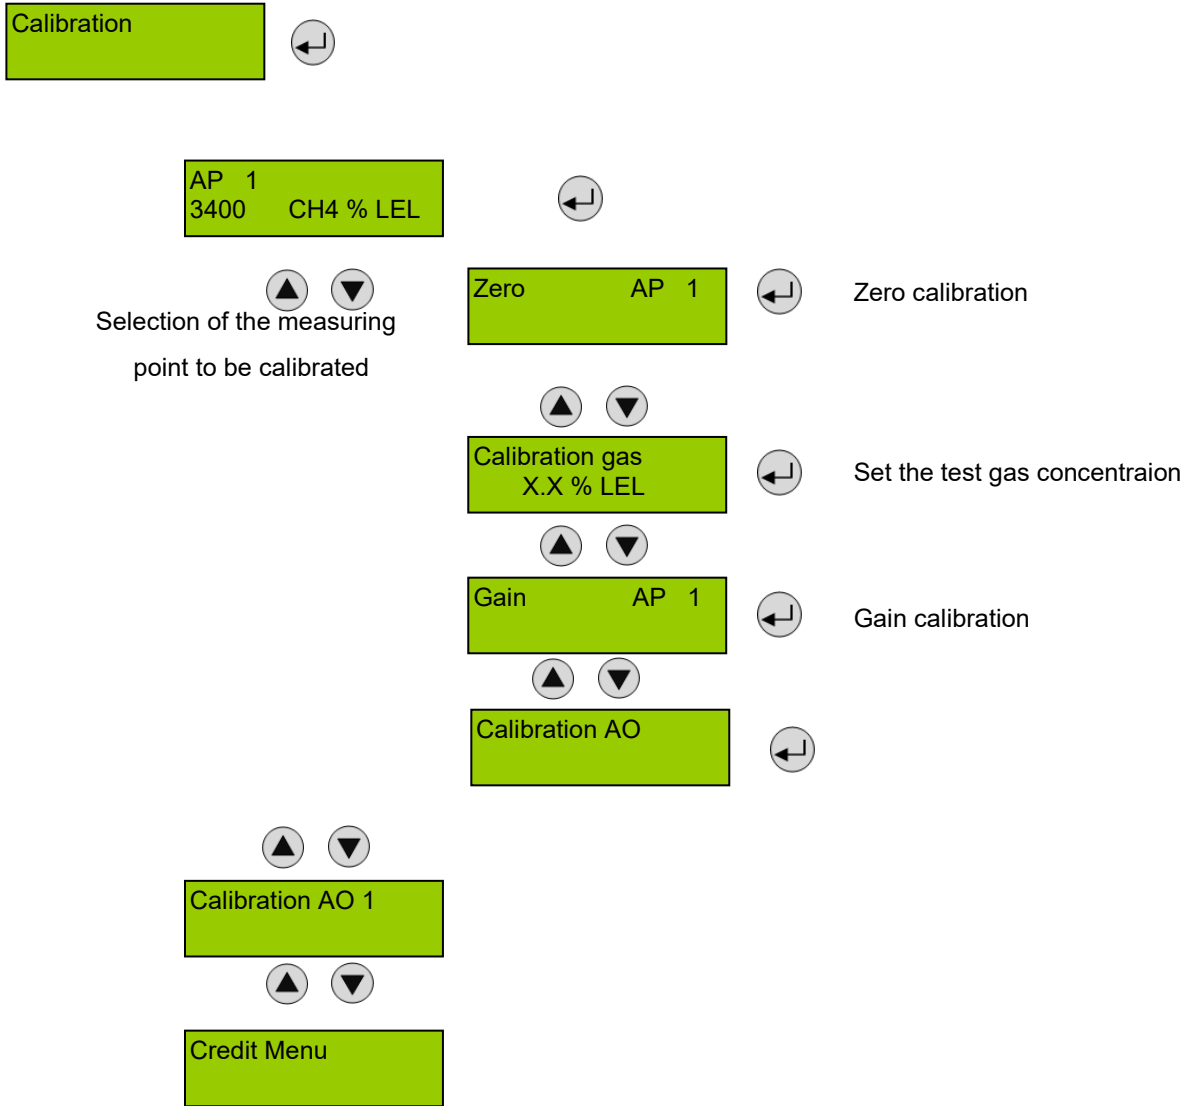 Calibration
AP 1
3400 CH4 % LEL
Selection of the measuring
point to be calibrated
Zero AP 1
Zero calibration
Calibration gas
X.X % LEL
Set the test gas concentraion
Gain AP 1
Gain calibration
Calibration AO
Calibration AO 1
Credit Menu